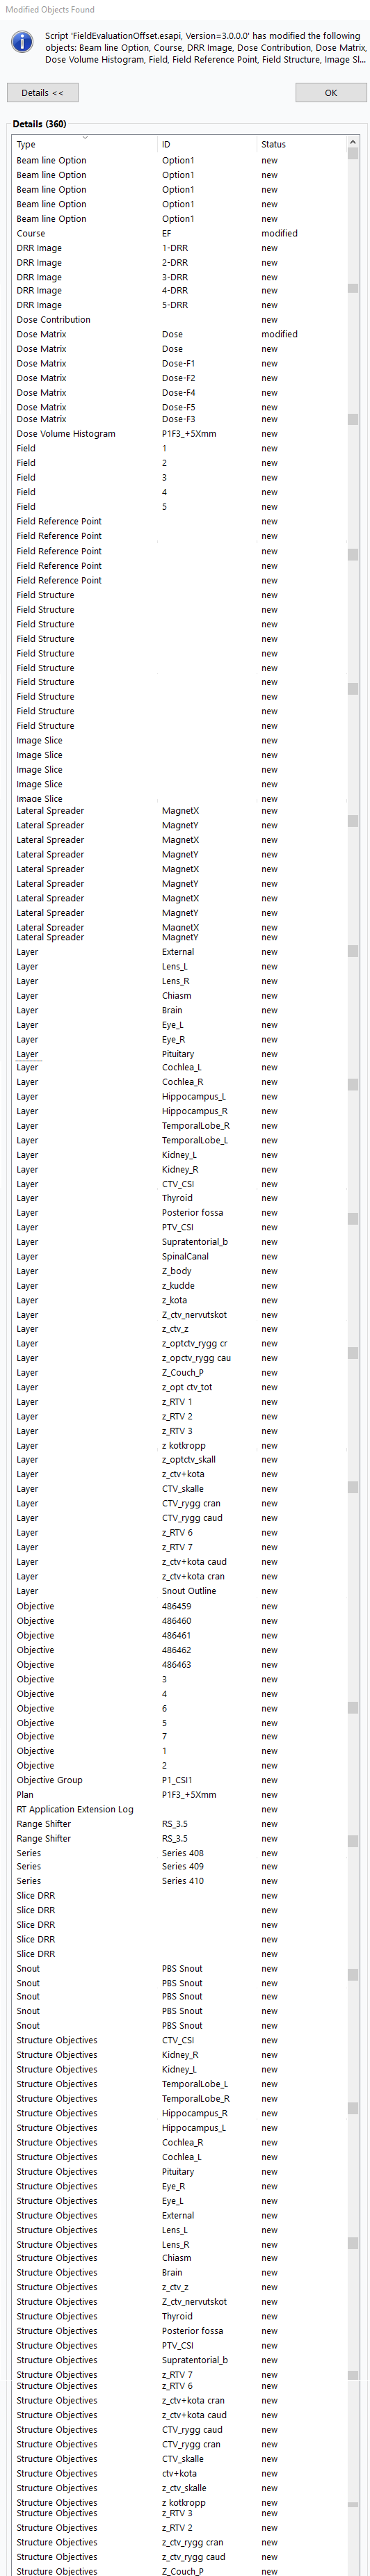 Modified Objects Found
Script 'FieldEvaluationOffset.esapi, Version=3.0.0.0' has modified the following
objects: Beam line Option, Course, DRR Image, Dose Contribution, Dose Matrix,
Dose Volume Histogram, Field, Field Reference Point, Field Structure, Image Sl...
Details << OK
Details (360)
Type ID Status
Beam line Option Option1 new
Beam line Option Option1 new
Beam line Option Option1 new
Beam line Option Option1 new
Beam line Option Option1 new
Course EF modified
DRR Image 1-DRR new
DRR Image 2-DRR new
DRR Image 3-DRR new
DRR Image 4-DRR new
DRR Image 5-DRR new
Dose Contribution new
Dose Matrix Dose modified
Dose Matrix Dose new
Dose Matrix Dose-F1 new
Dose Matrix Dose-F2 new
Dose Matrix Dose-F4 new
Dose Matrix Dose-F5 new
Dose Matrix Dose-F3 new
Dose Volume Histogram P1F3_+5Xmm new
Field 1 new
Field 2 new
Field 3 new
Field 4 new
Field 5 new
Field Reference Point new
Field Reference Point new
Field Reference Point new
Field Reference Point new
Field Reference Point new
Field Structure new
Field Structure new
Field Structure new
Field Structure new
Field Structure new
Field Structure new
Field Structure new
Field Structure new
Field Structure new
Field Structure new
Image Slice new
Image Slice new
Image Slice new
Image Slice new
Image Slice new
Lateral Spreader MagnetX new
Lateral Spreader MagnetY new
Lateral Spreader MagnetX new
Lateral Spreader MagnetY new
Lateral Spreader MagnetX new
Lateral Spreader MagnetY new
Lateral Spreader MagnetX new
Lateral Spreader MagnetY new
Lateral Spreader MagnetX new
Lateral Spreader MagnetY new
Layer External new
Layer Lens_L new
Layer Lens_R new
Layer Chiasm new
Layer Brain new
Layer Eye_L new
Layer Eye_R new
Layer Pituitary new
Layer Cochlea_L new
Layer Cochlea_R new
Layer Hippocampus_L new
Layer Hippocampus_R new
Layer TemporalLobe_R new
Layer TemporalLobe_L new
Layer Kidney_L new
Layer Kidney_R new
Layer CTV_CSI new
Layer Thyroid new
Layer Posterior fossa new
Layer PTV_CSI new
Layer Supratentorial_b new
Layer SpinalCanal new
Layer Z_body new
Layer z_kudde new
Layer z_kota new
Layer Z_ctv_nervutskot new
Layer z_ctv_z new
Layer z_optctv_rygg cr new
Layer z_opctv_rygg cau new
Layer Z_Couch_P new
Layer z_opt ctv_tot new
Layer z_RTV 1 new
Layer z_RTV 2 new
Layer z_RTV 3 new
Layer z kotkropp new
Layer z_optctv_skall new
Layer z_ctv+kota new
Layer CTV_skalle new
Layer CTV_rygg cran new
Layer CTV_rygg caud new
Layer z_RTV 6 new
Layer z_RTV 7 new
Layer z_ctv+kota caud new
Layer z_ctv+kota cran new
Layer Snout Outline new
Objective 486459 new
Objective 486460 new
Objective 486461 new
Objective 486462 new
Objective 486463 new
Objective 3 new
Objective 4 new
Objective 6 new
Objective 5 new
Objective 7 new
Objective 1 new
Objective 2 new
Objective Group P1_CSI1 new
Plan P1F3_+5Xmm new
RT Application Extension Log new
Range Shifter RS_3.5 new
Range Shifter RS_3.5 new
Series Series 408 new
Series Series 409 new
Series Series 410 new
Slice DRR new
Slice DRR new
Slice DRR new
Slice DRR new
Slice DRR new
Snout PBS Snout new
Snout PBS Snout new
Snout PBS Snout new
Snout PBS Snout new
Snout PBS Snout new
Structure Objectives CTV_CSI new
Structure Objectives Kidney_R new
Structure Objectives Kidney_L new
Structure Objectives TemporalLobe_L new
Structure Objectives TemporalLobe_R new
Structure Objectives Hippocampus_R new
Structure Objectives Hippocampus_L new
Structure Objectives Cochlea_R new
Structure Objectives Cochlea_L new
Structure Objectives Pituitary new
Structure Objectives Eye_R new
Structure Objectives Eye_L new
Structure Objectives External new
Structure Objectives Lens_L new
Structure Objectives Lens_R new
Structure Objectives Chiasm new
Structure Objectives Brain new
Structure Objectives z_ctv_z new
Structure Objectives Z_ctv_nervutskot new
Structure Objectives Thyroid new
Structure Objectives Posterior fossa new
Structure Objectives PTV_CSI new
Structure Objectives Supratentorial_b new
Structure Objectives z_RTV 7 new
Structure Objectives z_RTV 6 new
Structure Objectives z_ctv+kota cran new
Structure Objectives z_ctv+kota caud new
Structure Objectives CTV_rygg caud new
Structure Objectives CTV_rygg cran new
Structure Objectives CTV_skalle new
Structure Objectives ctv+kota new
Structure Objectives z_ctv_skalle new
Structure Objectives z kotkropp new
Structure Objectives z_RTV 3 new
Structure Objectives z_RTV 2 new
Structure Objectives z_ctv_rygg cran new
Structure Objectives z_ctv_rygg caud new
Structure Objectives Z_Couch_P new